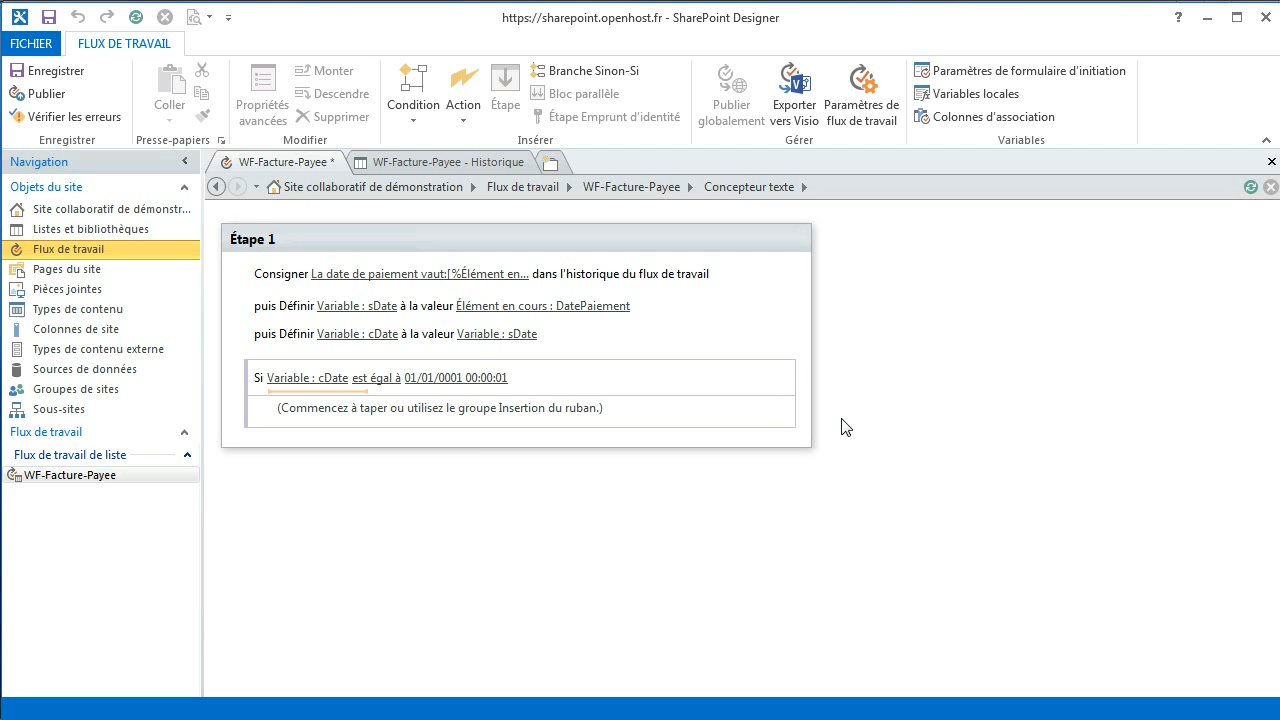 https://sharepoint.openhost.fr - SharePoint Designer
?
FICHIER
FLUX DE TRAVAIL
Enregistrer
Publier
Vérifier les erreurs
Enregistrer
Coller
Presse-papiers
Propriétés avancées
Monter
Descendre
Supprimer
Modifier
Condition
Action
Étape
Branche Sinon-Si
Bloc parallèle
Étape Emprunt d'identité
Insérer
Publier globalement
Exporter vers Visio
Paramètres de flux de travail
Gérer
Paramètres de formulaire d'initiation
Variables locales
Colonnes d'association
Variables
Navigation
WF-Facture-Payee *
WF-Facture-Payee - Historique
Site collaboratif de démonstration
Flux de travail
WF-Facture-Payee
Concepteur texte
Objets du site
Site collaboratif de démonstr...
Listes et bibliothèques
Flux de travail
Pages du site
Pièces jointes
Types de contenu
Colonnes de site
Types de contenu externe
Sources de données
Groupes de sites
Sous-sites
Flux de travail
Flux de travail de liste
WF-Facture-Payee
Étape 1
Consigner La date de paiement vaut:[%Élément en... dans l'historique du flux de travail
puis Définir Variable : sDate à la valeur Élément en cours : DatePaiement
puis Définir Variable : cDate à la valeur Variable : sDate
Si Variable : cDate est égal à 01/01/0001 00:00:01
(Commencez à taper ou utilisez le groupe Insertion du ruban.)